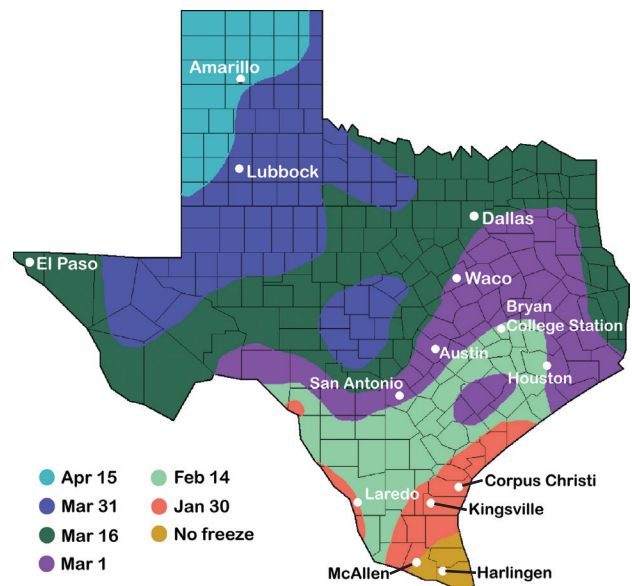 Amarillo
Lubbock
Dallas
El Paso
Waco
Bryan
College Station
Austin
Houston
San Antonio
Apr 15
Feb 14
Mar 31
Jan 30
Mar 16
No freeze
Mar 1
Laredo
Corpus Christi
Kingsville
McAllen
Harlingen